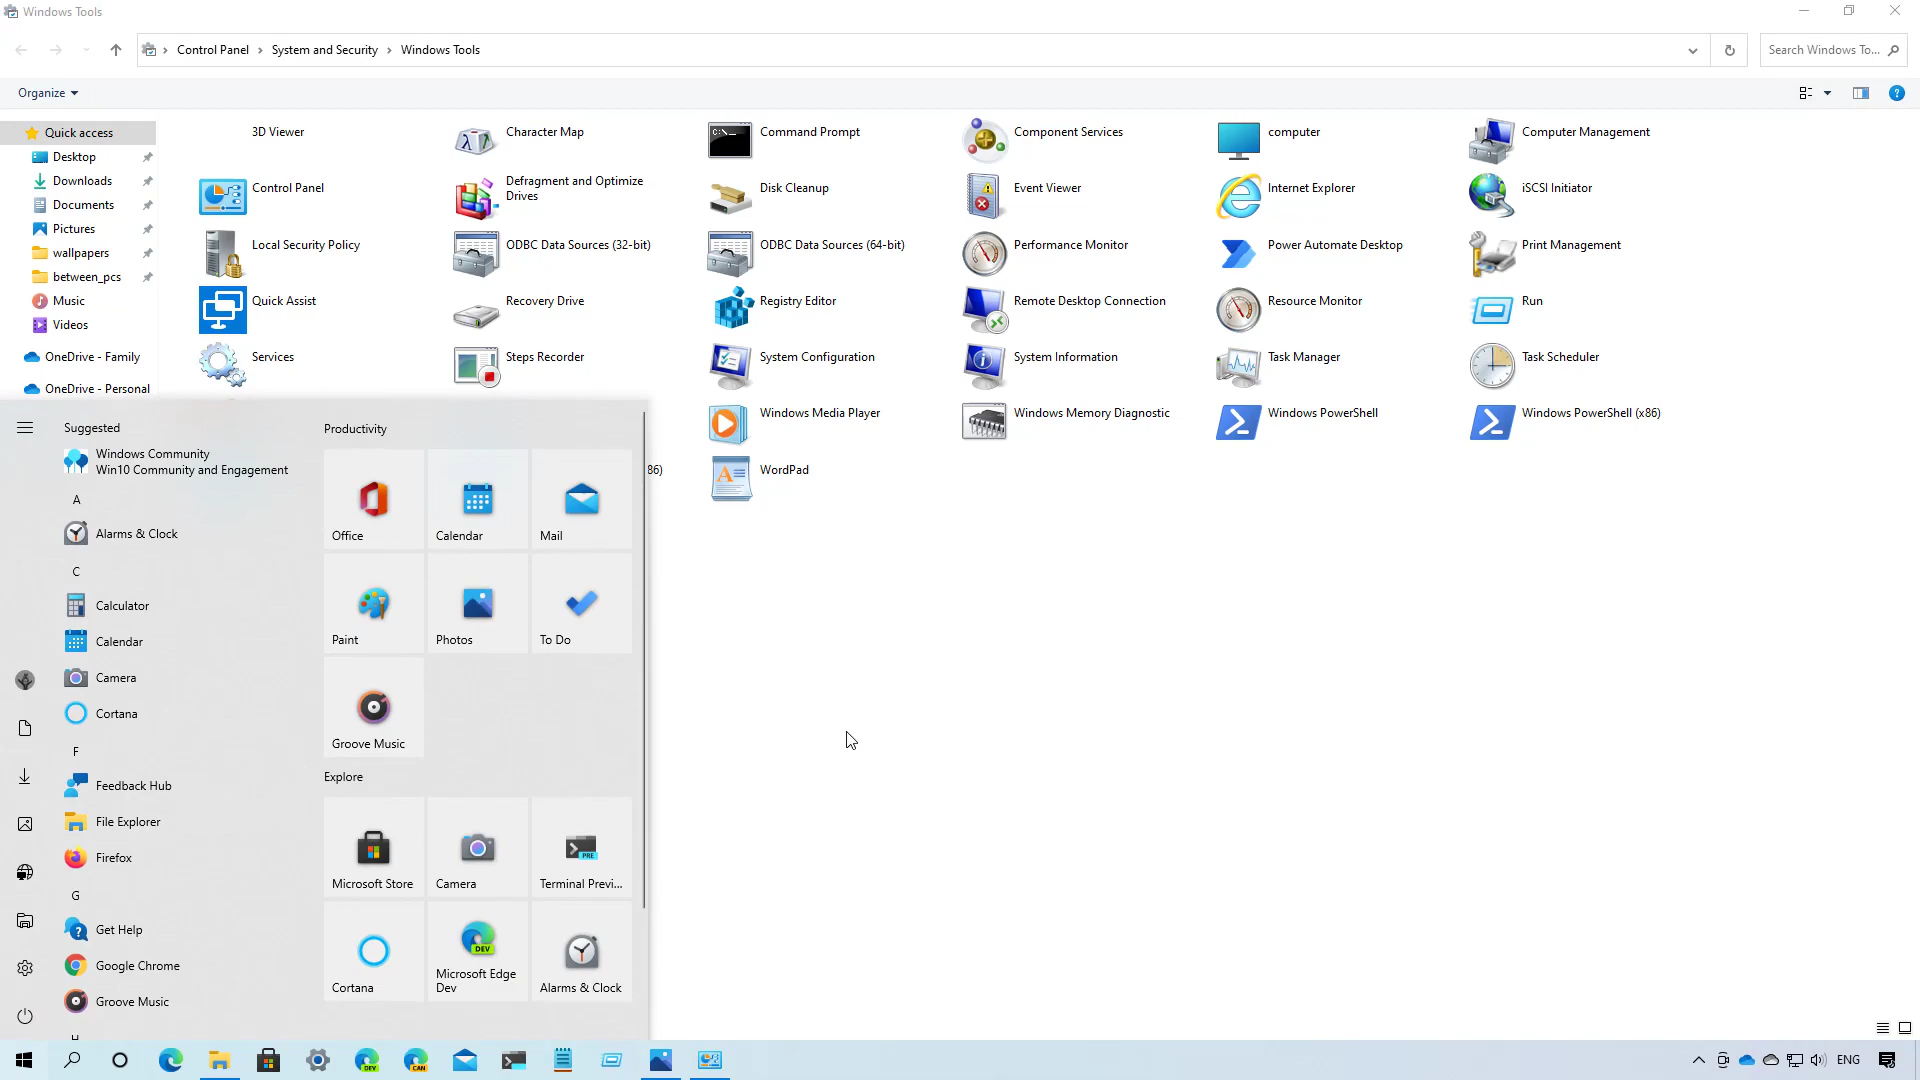 Windows Tools
Control Panel
System and Security
Windows Tools
Search Windows To...
Organize
Quick access
Desktop
Downloads
Documents
Pictures
wallpapers
between_pcs
Music
Videos
OneDrive - Family
OneDrive - Personal
3D Viewer
Character Map
Command Prompt
Component Services
computer
Computer Management
Control Panel
Defragment and Optimize
Drives
Disk Cleanup
Event Viewer
Internet Explorer
iSCSI Initiator
Local Security Policy
ODBC Data Sources (32-bit)
ODBC Data Sources (64-bit)
Performance Monitor
Power Automate Desktop
Print Management
Quick Assist
Recovery Drive
Registry Editor
Remote Desktop Connection
Resource Monitor
Run
Services
Steps Recorder
System Configuration
System Information
Task Manager
Task Scheduler
Windows Media Player
Windows Memory Diagnostic
Windows PowerShell
Windows PowerShell (x86)
86)
WordPad
Suggested
Windows Community
Win10 Community and Engagement
A
Alarms & Clock
C
Calculator
Calendar
Camera
Cortana
F
Feedback Hub
File Explorer
Firefox
G
Get Help
Google Chrome
Groove Music
H
Productivity
Office
Calendar
Mail
Paint
Photos
To Do
Groove Music
Explore
Microsoft Store
Camera
PRE
Terminal Previ...
Cortana
DEV
Microsoft Edge
Dev
Alarms & Clock
DEV
CAN
ENG